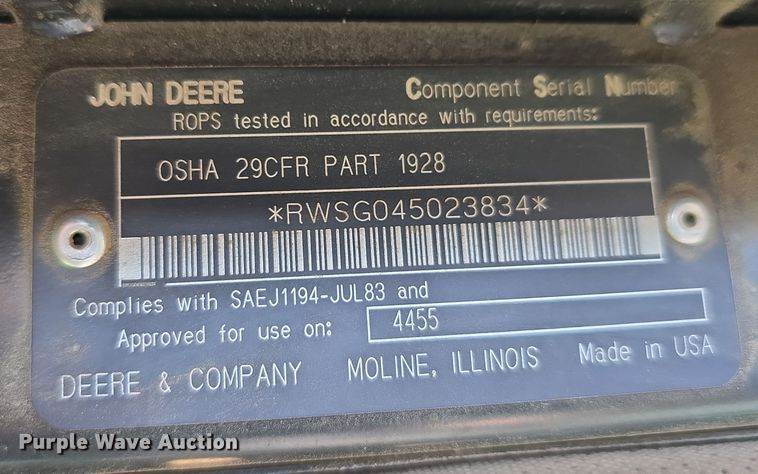 JOHN DEERE Component Serial Number
ROPS tested in accordance with requirements:
OSHA 29CFR PART 1928
*RWSG045023834*
Complies with SAEJ1194-JUL83 and
Approved for use on: 4455
DEERE & COMPANY MOLINE, ILLINOIS Made in USA
Purple Wave Auction